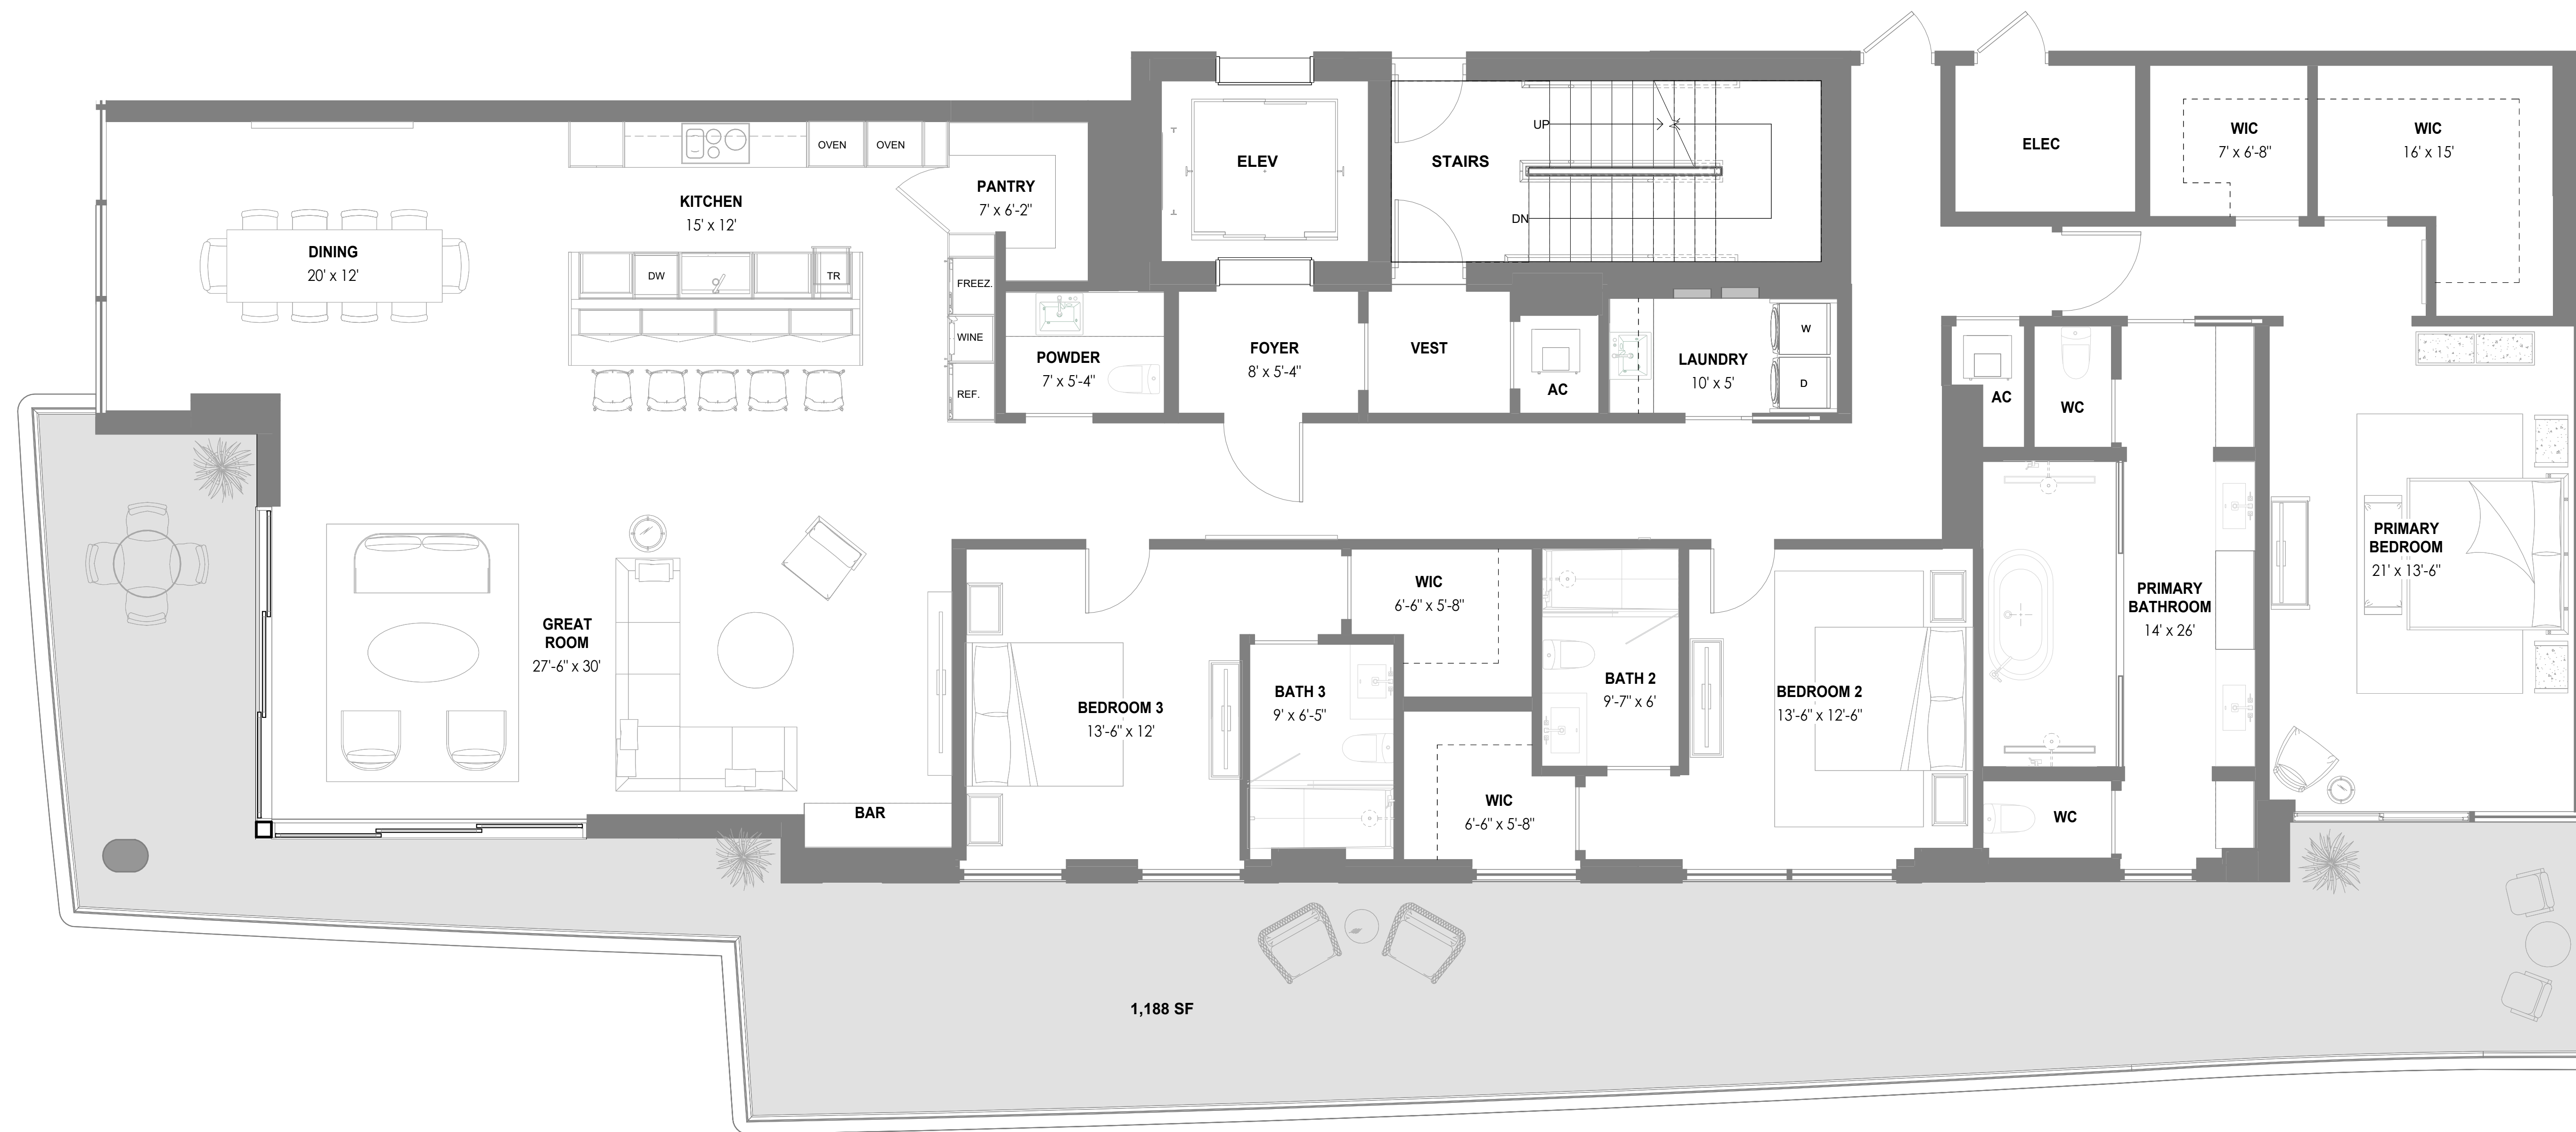 DINING
20' x 12'
KITCHEN
15' x 12'
OVEN
OVEN
DW
TR
PANTRY
7' x 6'-2"
FREEZ.
WINE
REF.
POWDER
7' x 5'-4"
ELEV
STAIRS
UP
DN
FOYER
8' x 5'-4"
VEST
AC
LAUNDRY
10' x 5'
W
D
ELEC
WIC
7' x 6'-8"
WIC
16' x 15'
AC
WC
GREAT
ROOM
27'-6" x 30'
BAR
BEDROOM 3
13'-6" x 12'
WIC
6'-6" x 5'-8"
BATH 3
9' x 6'-5"
WIC
6'-6" x 5'-8"
BATH 2
9'-7" x 6'
BEDROOM 2
13'-6" x 12'-6"
PRIMARY
BATHROOM
14' x 26'
WC
PRIMARY
BEDROOM
21' x 13'-6"
1,188 SF